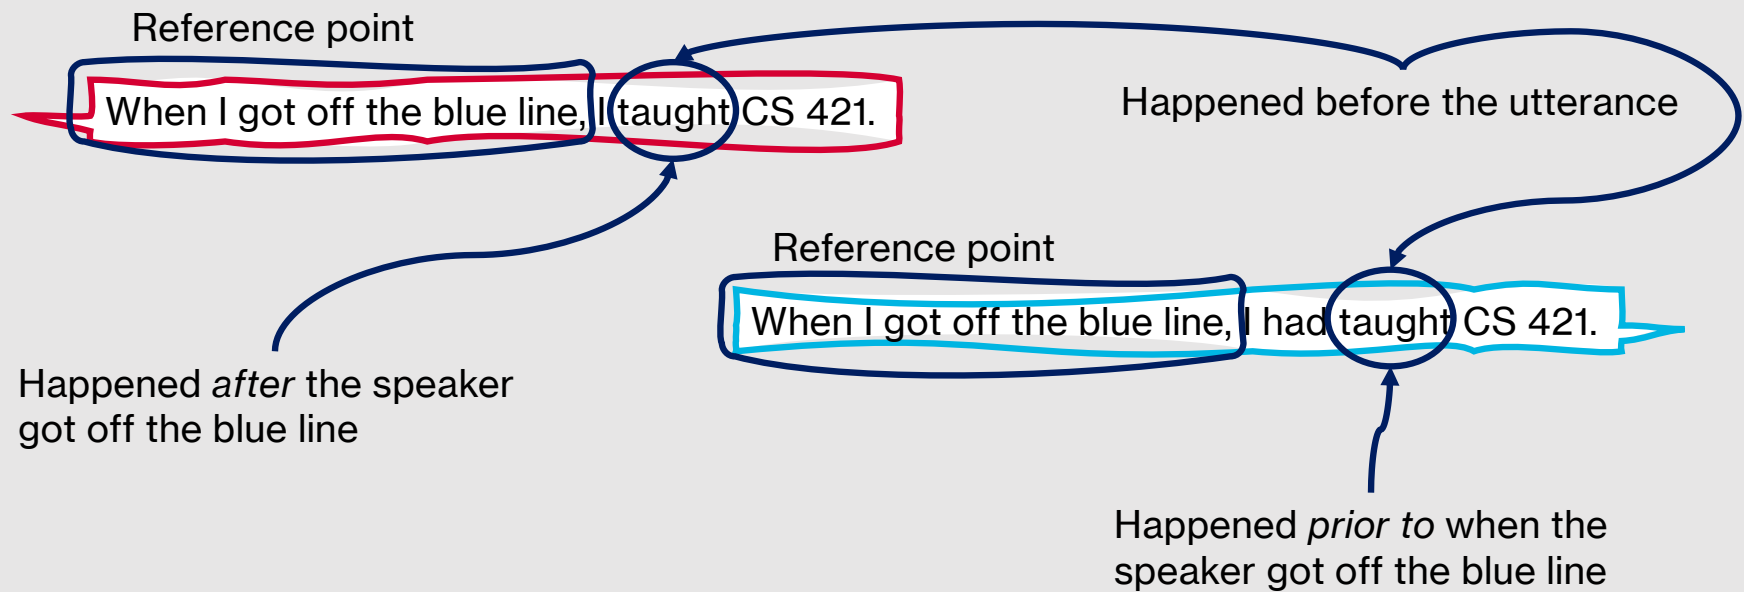 Reference point
When I got off the blue line, I taught CS 421.
Happened before the utterance
Reference point
When I got off the blue line, I had taught CS 421.
Happened after the speaker
got off the blue line
Happened prior to when the
speaker got off the blue line